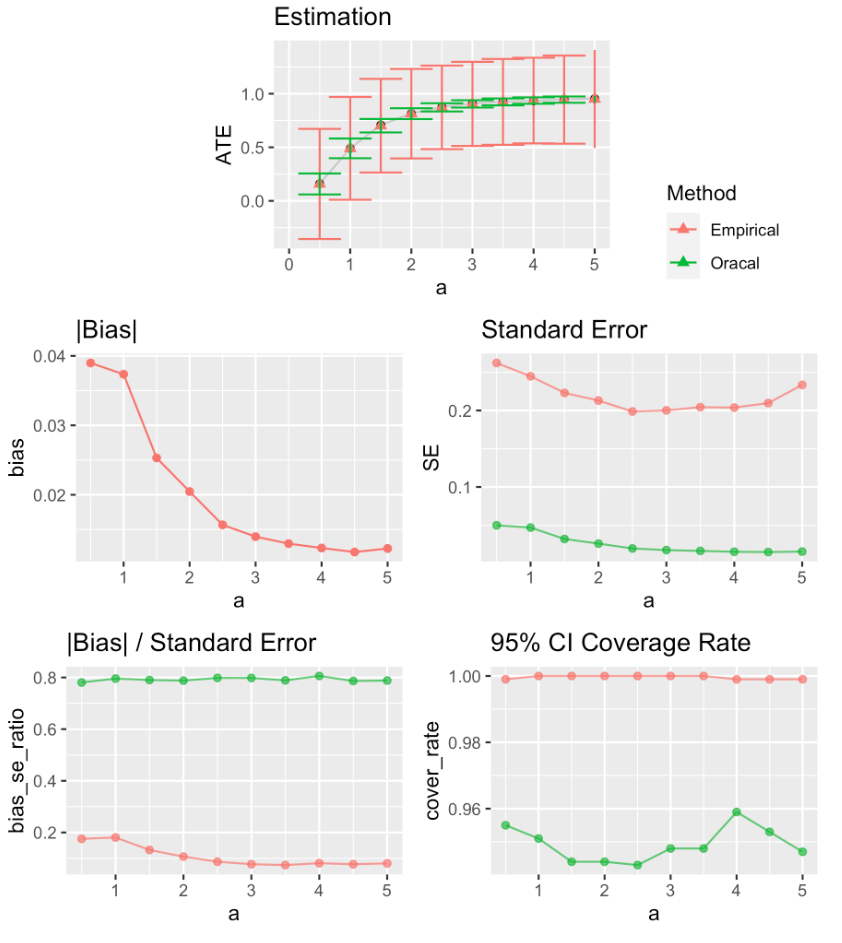 Estimation
ATE
1.0
0.5
0.0
0 1 2 3 4 5
a
Method
Empirical
Oracal
|Bias|
bias
0.04
0.03
0.02
1 2 3 4 5
a
Standard Error
SE
0.2
0.1
1 2 3 4 5
a
|Bias| / Standard Error
bias_se_ratio
0.8
0.6
0.4
0.2
1 2 3 4 5
a
95% CI Coverage Rate
cover_rate
1.00
0.98
0.96
1 2 3 4 5
a